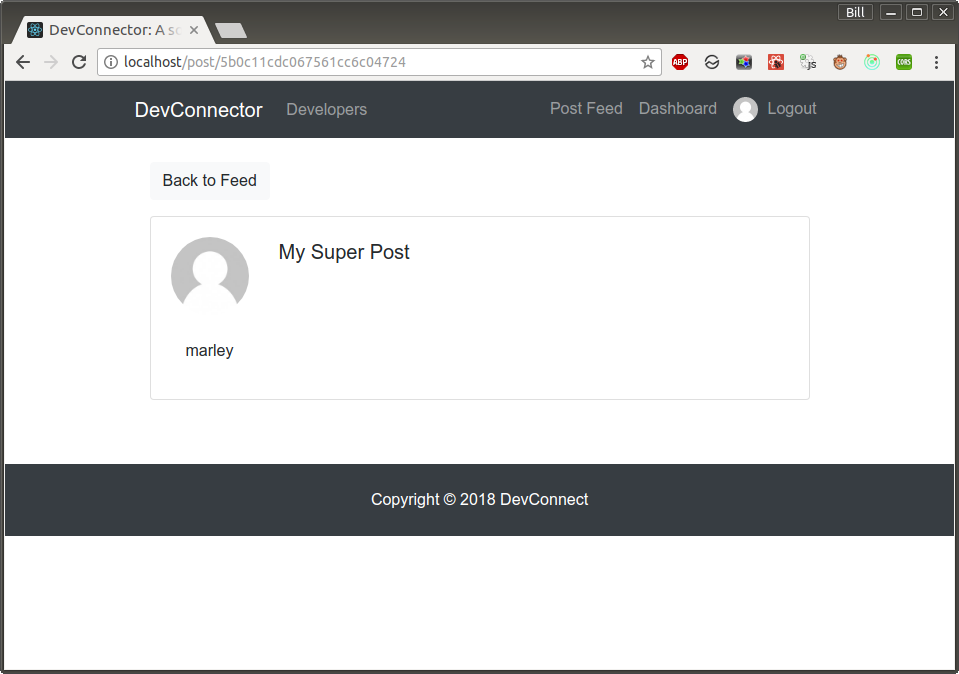 Bill
DevConnector: A sc
localhost/post/5b0c11cdc067561cc6c04724
ABP
JS
CORS
DevConnector Developers Post Feed Dashboard Logout
Back to Feed
My Super Post
marley
Copyright © 2018 DevConnect